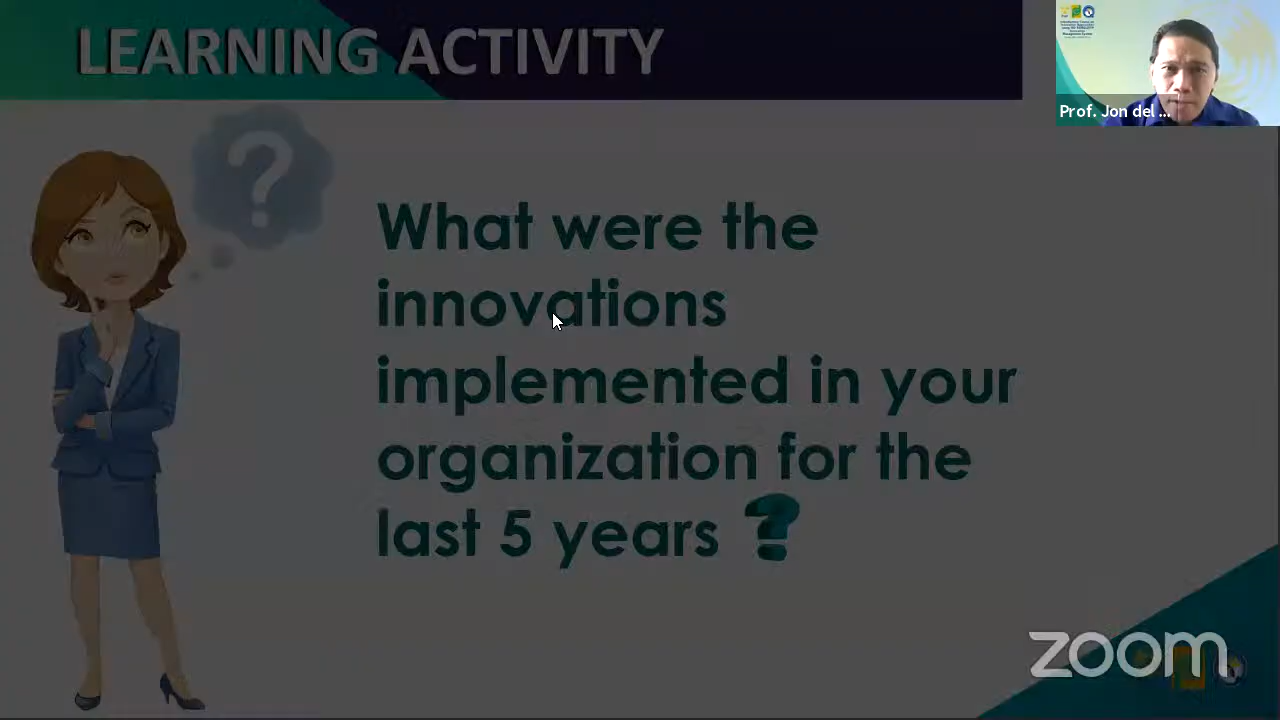 LEARNING ACTIVITY
?
What were the
innovations
implemented in your
organization for the
last 5 years ?
Prof. Jon del ...
zoom